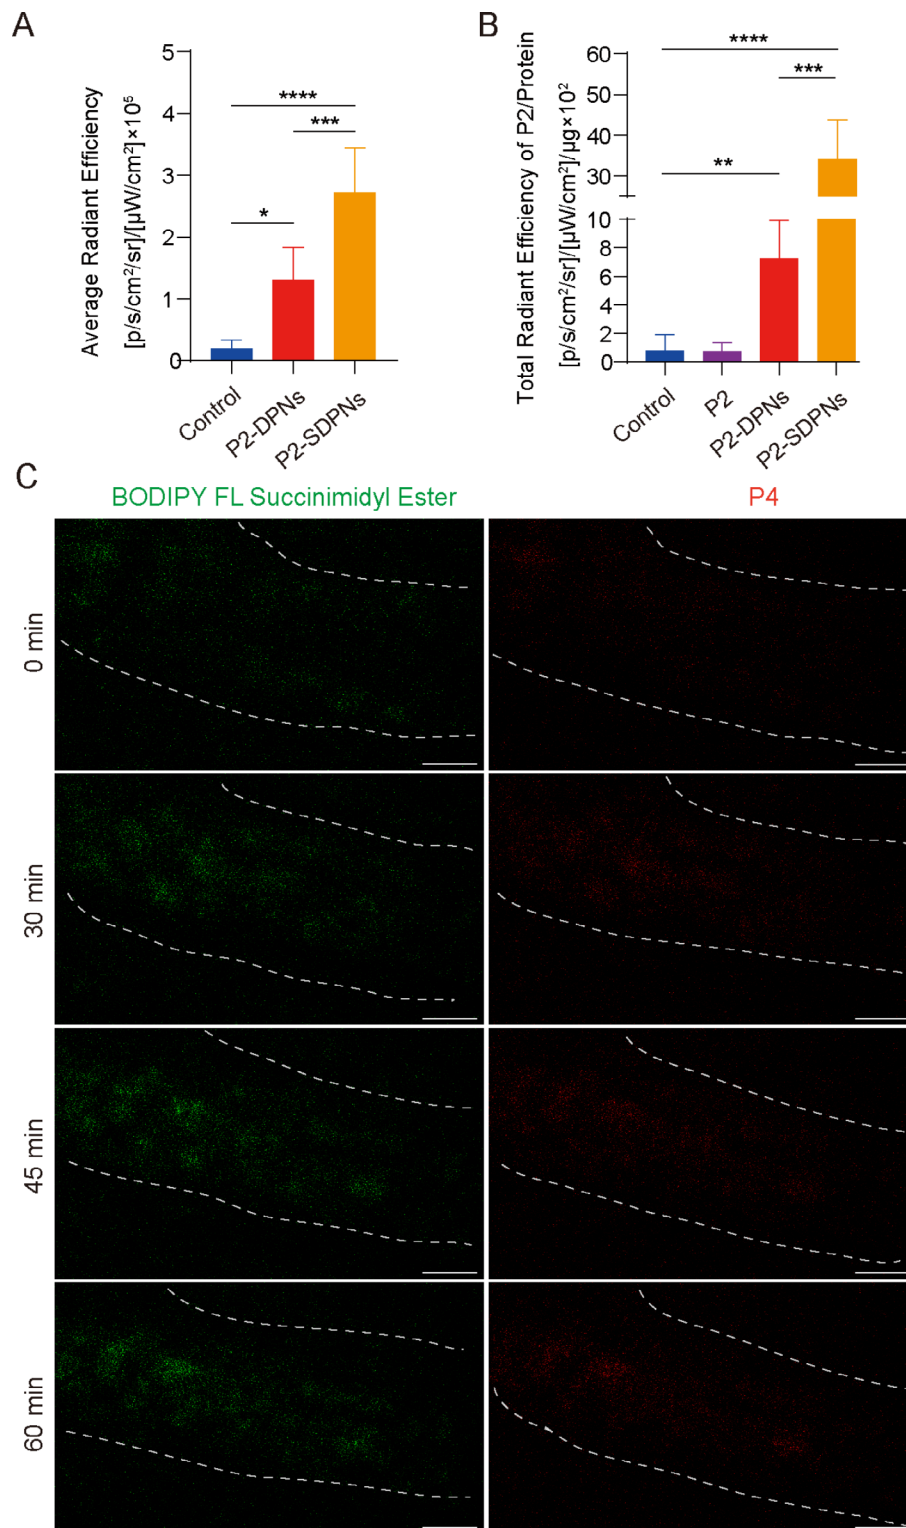 A
Average Radiant Efficiency
[p/s/cm²/sr]/[µW/cm²]×10⁵
5
4
3
2
1
0
****
***
*
Control
P2-DPNs
P2-SDPNs
B
Total Radiant Efficiency of P2/Protein
[p/s/cm²/sr]/[µW/cm²]/µg×10²
60
50
40
30
10
8
6
4
2
0
****
***
**
Control
P2
P2-DPNs
P2-SDPNs
C
BODIPY FL Succinimidyl Ester
P4
0 min
30 min
45 min
60 min